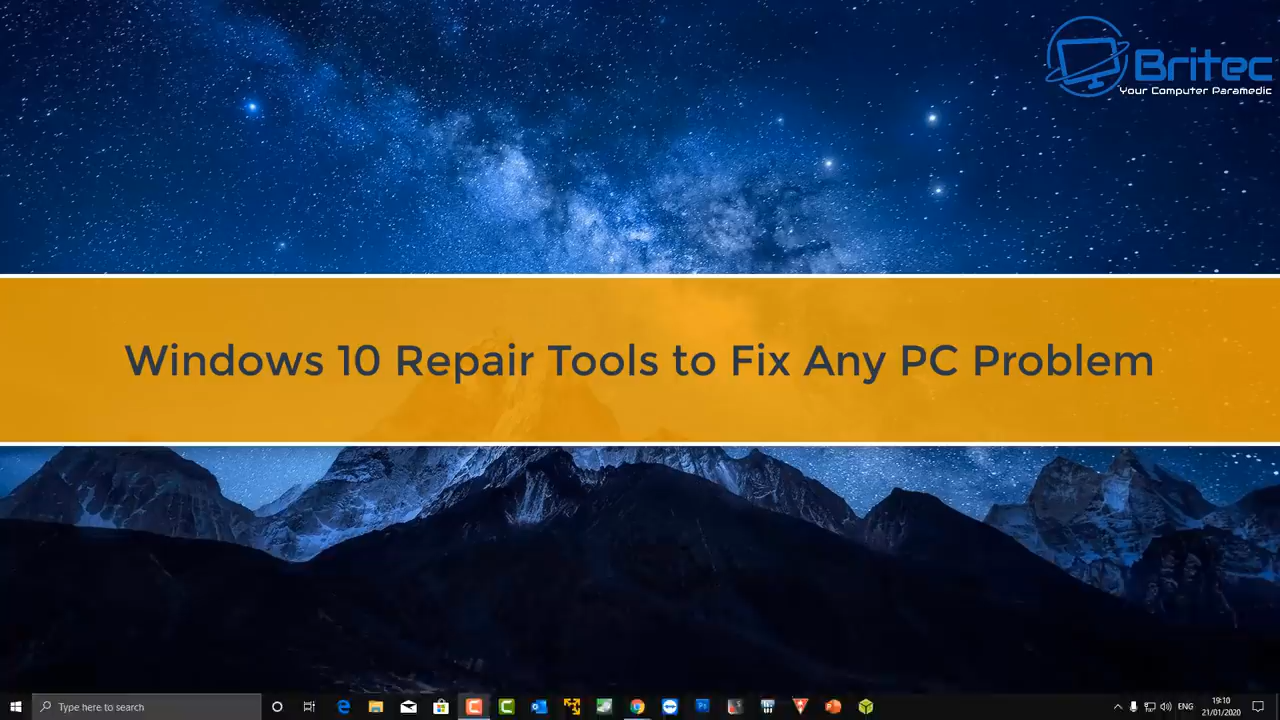 Britec
Your Computer Paramedic
Windows 10 Repair Tools to Fix Any PC Problem
Type here to search
ENG
19:10
21/01/2020